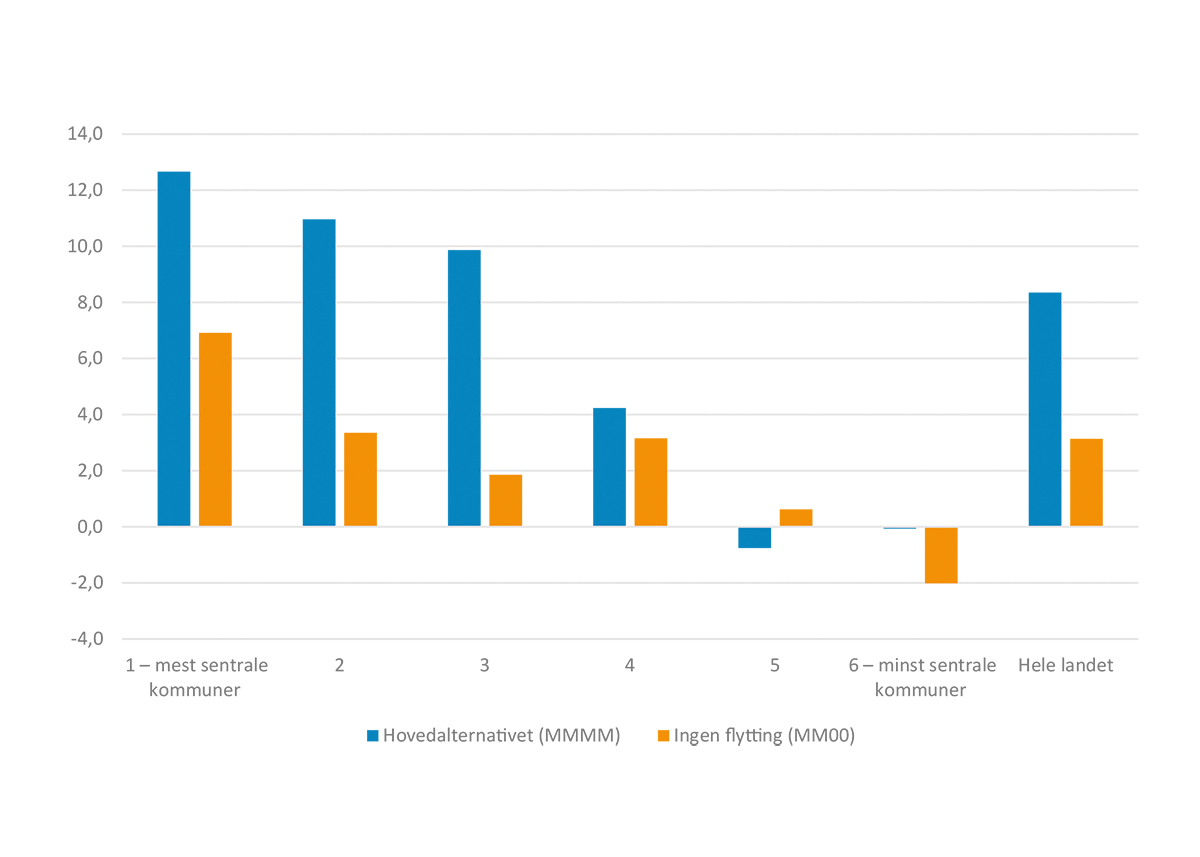 14,0
12,0
10,0
8,0
6,0
4,0
2,0
0,0
-2,0
-4,0
1 – mest sentrale
kommuner
2
3
4
5
6 – minst sentrale
kommuner
Hele landet
Hovedalternativet (MMMM)
Ingen flytting (MM00)